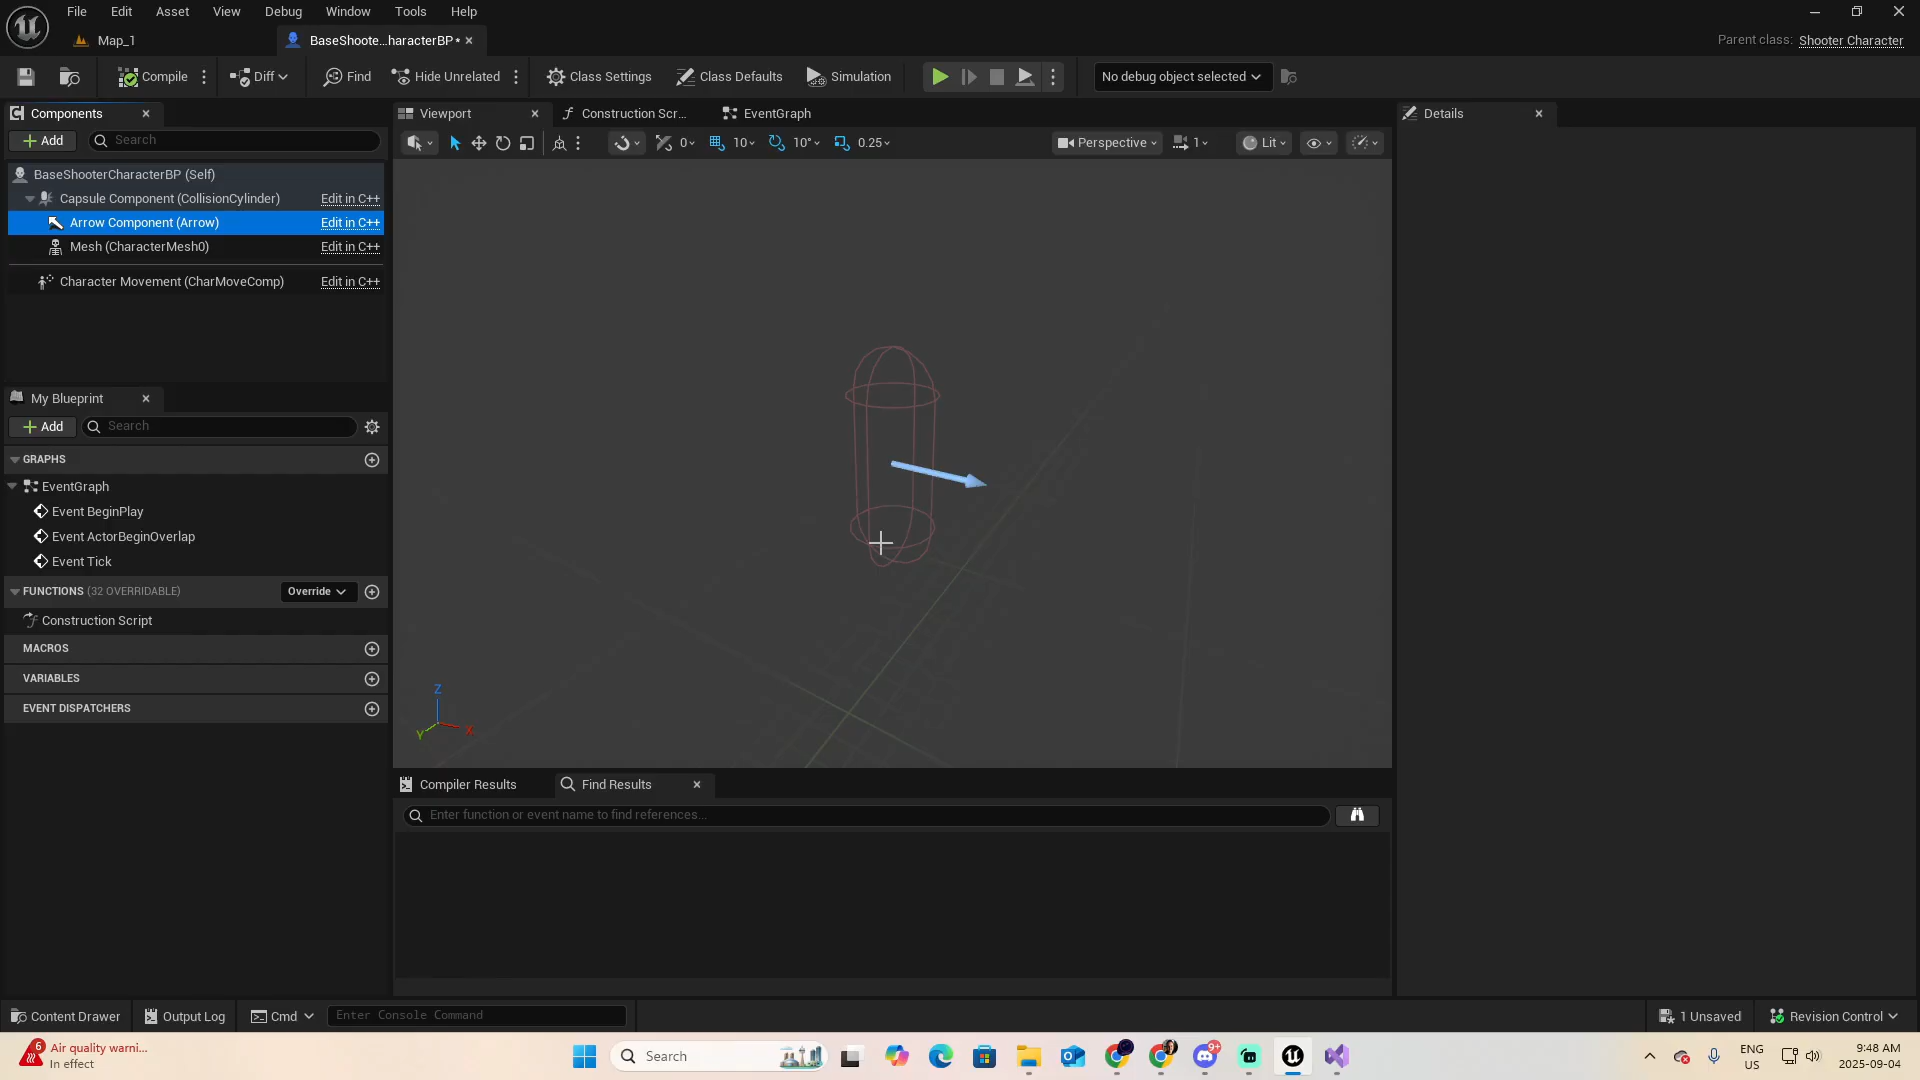 File Edit Asset View Debug Window Tools Help
Map_1
BaseShoote...haracterBP*
Parent class: Shooter Character
Compile Diff Find Hide Unrelated Class Settings Class Defaults Simulation No debug object selected
Components
Add Search
BaseShooterCharacterBP (Self)
Capsule Component (CollisionCylinder) Edit in C++
Arrow Component (Arrow) Edit in C++
Mesh (CharacterMesh0) Edit in C++
Character Movement (CharMoveComp) Edit in C++
My Blueprint
Add Search
GRAPHS
EventGraph
Event BeginPlay
Event ActorBeginOverlap
Event Tick
FUNCTIONS (32 OVERRIDABLE) Override
Construction Script
MACROS
VARIABLES
EVENT DISPATCHERS
Viewport Construction Scr... EventGraph
0 10 10° 0.25 Perspective 1 Lit
Z
Y X
Compiler Results Find Results
Enter function or event name to find references...
Details
Content Drawer Output Log Cmd Enter Console Command 1 Unsaved Revision Control
6 Air quality warni...
In effect
Search
9+
ENG
US
9:48 AM
2025-09-04